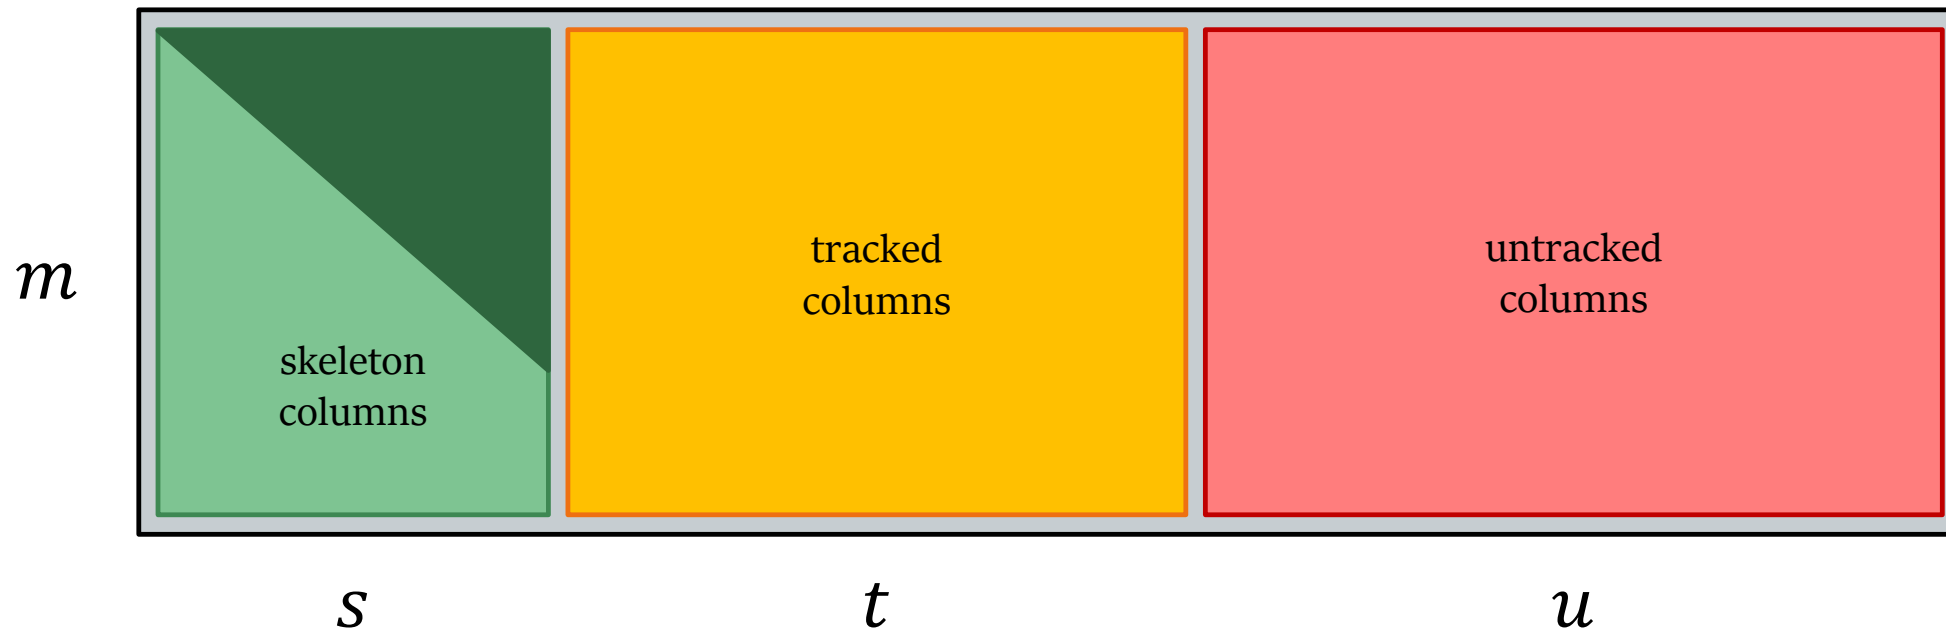 m
skeleton
columns
tracked
columns
untracked
columns
s
t
u